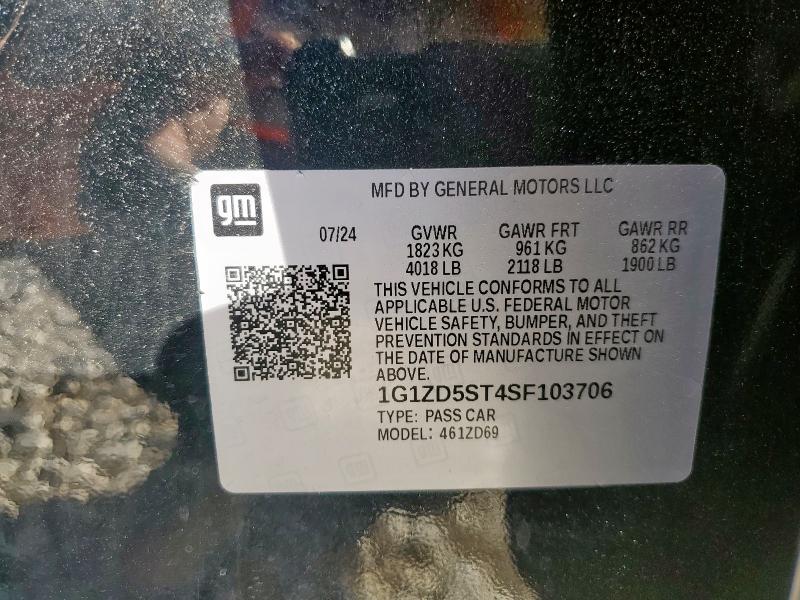 MFD BY GENERAL MOTORS LLC
gm
07/24
GVWR GAWR FRT GAWR RR
1823 KG 961 KG 862 KG
4018 LB 2118 LB 1900 LB
THIS VEHICLE CONFORMS TO ALL
APPLICABLE U.S. FEDERAL MOTOR
VEHICLE SAFETY, BUMPER, AND THEFT
PREVENTION STANDARDS IN EFFECT ON
THE DATE OF MANUFACTURE SHOWN
ABOVE.
1G1ZD5ST4SF103706
TYPE: PASS CAR
MODEL: 461ZD69